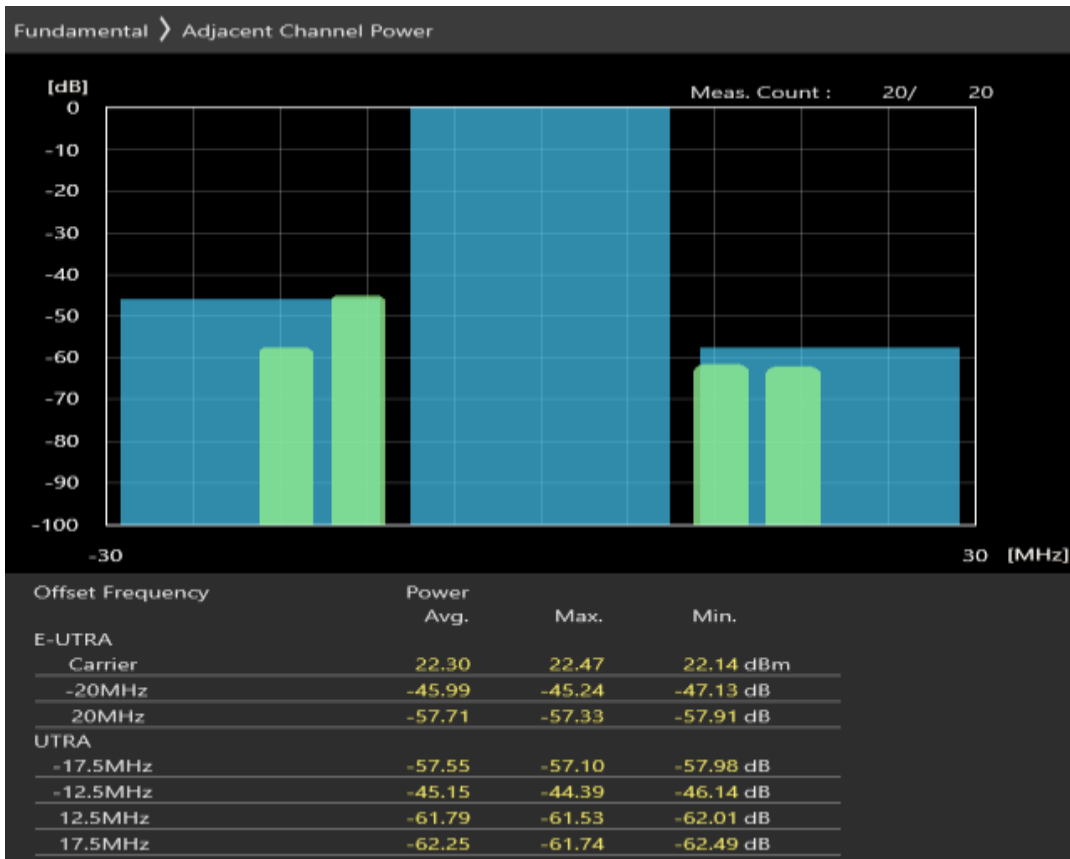 Fundamental ❯ Adjacent Channel Power
[dB]
Meas. Count : 20/ 20
0
-10
-20
-30
-40
-50
-60
-70
-80
-90
-100
-30 30 [MHz]
Offset Frequency Power
Avg. Max. Min.
E-UTRA
Carrier 22.30 22.47 22.14 dBm
-20MHz -45.99 -45.24 -47.13 dB
20MHz -57.71 -57.33 -57.91 dB
UTRA
-17.5MHz -57.55 -57.10 -57.98 dB
-12.5MHz -45.15 -44.39 -46.14 dB
12.5MHz -61.79 -61.53 -62.01 dB
17.5MHz -62.25 -61.74 -62.49 dB